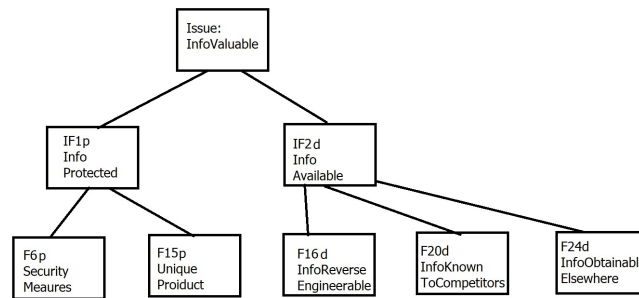 Issue:
InfoValuable
IF1p
Info
Protected
IF2d
Info
Available
F6p
Security
Meaures
F15p
Unique
Proiduct
F16d
InfoReverse
Engineerable
F20d
InfoKnown
ToCompetitors
F24d
InfoObtainable
Elsewhere